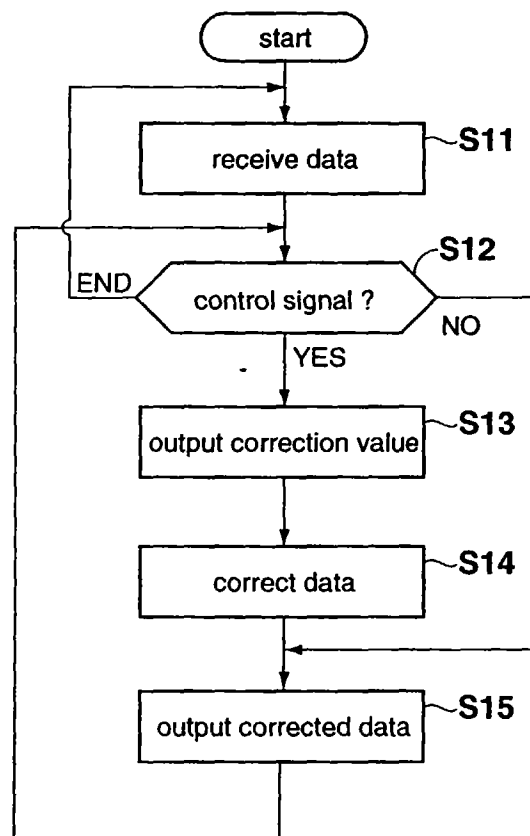 start
receive data
S11
S12
END
control signal ?
NO
YES
output correction value
S13
correct data
S14
output corrected data
S15